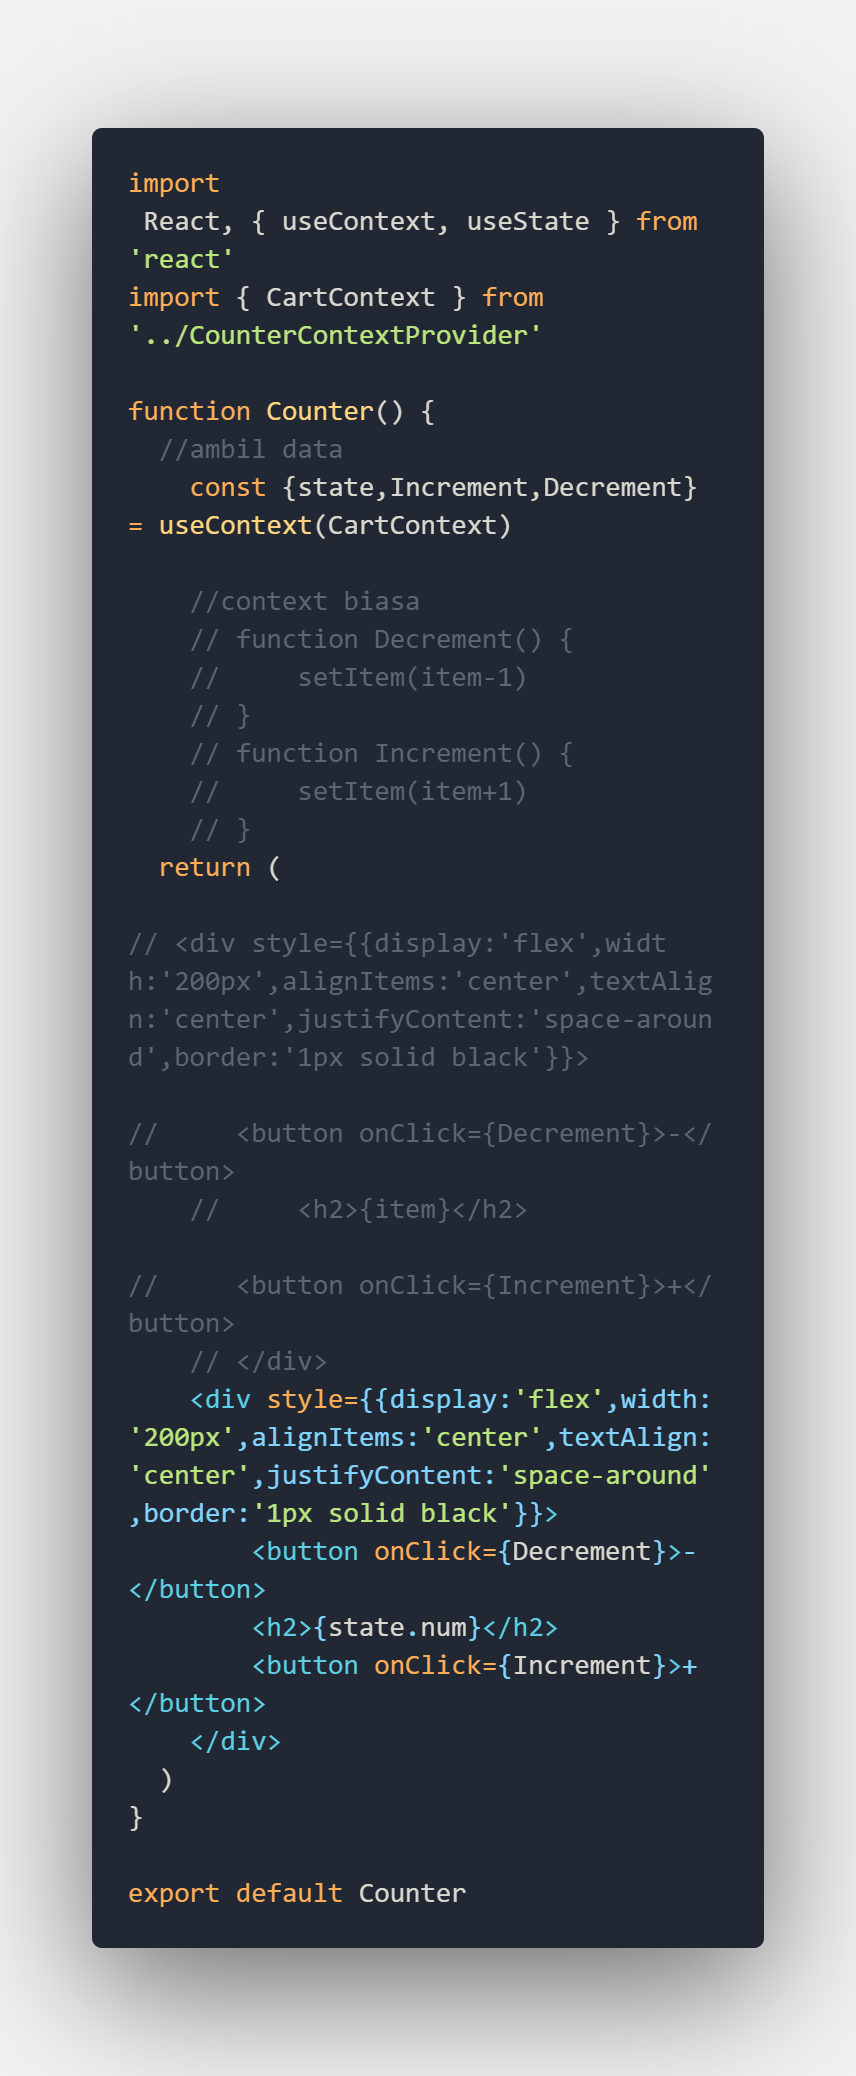 import
 React, { useContext, useState } from
'react'
import { CartContext } from
'../CounterContextProvider'

function Counter() {
  //ambil data
    const {state,Increment,Decrement}
= useContext(CartContext)

    //context biasa
    // function Decrement() {
    //     setItem(item-1)
    // }
    // function Increment() {
    //     setItem(item+1)
    // }
  return (

// <div style={{display:'flex',widt
h:'200px',alignItems:'center',textAlig
n:'center',justifyContent:'space-aroun
d',border:'1px solid black'}}>

//     <button onClick={Decrement}>-</
button>
    //     <h2>{item}</h2>

//     <button onClick={Increment}>+</
button>
    // </div>
    <div style={{display:'flex',width:
'200px',alignItems:'center',textAlign:
'center',justifyContent:'space-around'
,border:'1px solid black'}}>
        <button onClick={Decrement}>-
</button>
        <h2>{state.num}</h2>
        <button onClick={Increment}>+
</button>
    </div>
  )
}

export default Counter